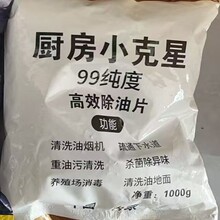 厨房小克星
99纯度
高效除油片
功能
清洗油烟机 疏通下水道
重油污清洗 杀菌除异味
养殖场消毒 清洗油地面
净重：1000g